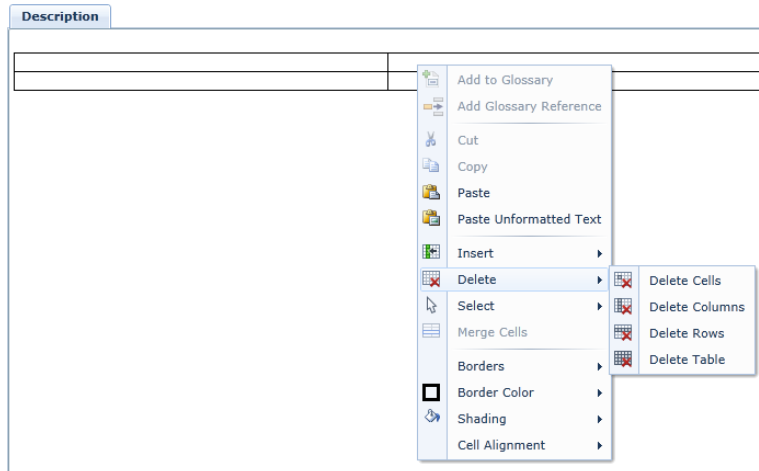 Description
Add to Glossary
Add Glossary Reference
Cut
Copy
Paste
Paste Unformatted Text
Insert
Delete
Delete Cells
Select
Delete Columns
Merge Cells
Delete Rows
Delete Table
Borders
Border Color
Shading
Cell Alignment